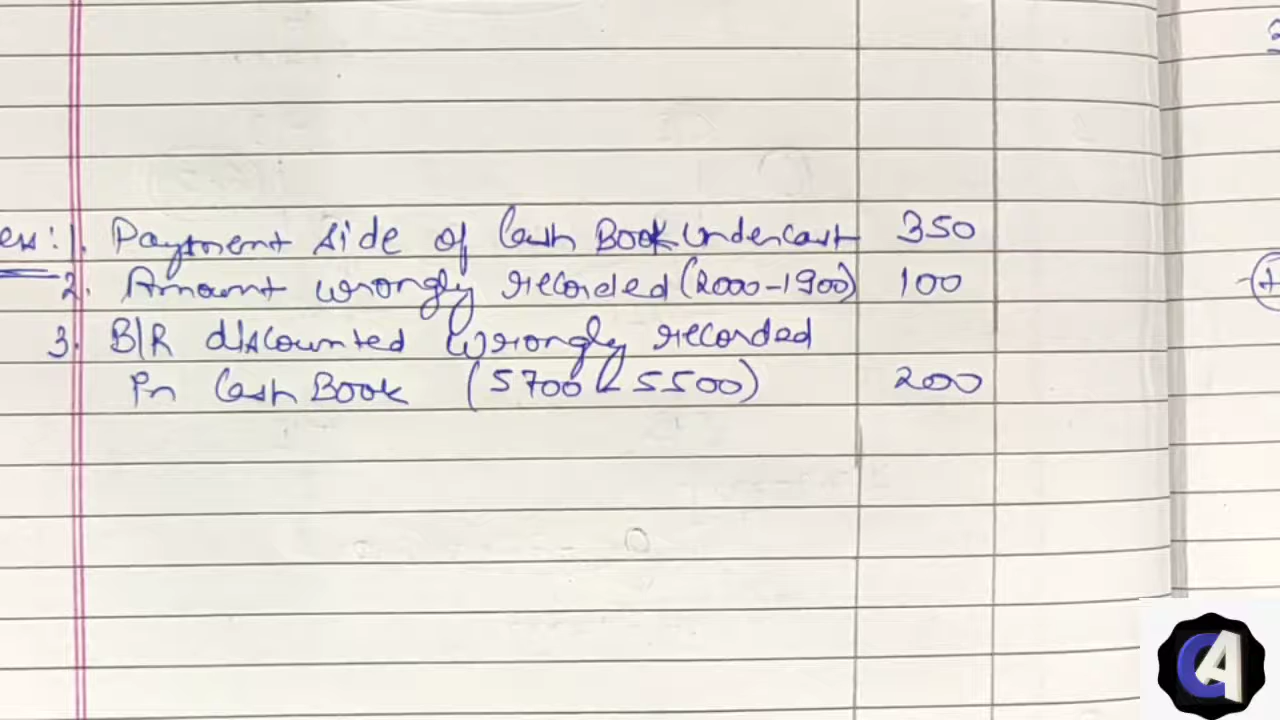 es:1. Payment side of Cash Book Undercast 350
2. Amount wrongly recorded (2000-1900) 100
3. B/R discounted wrongly recorded
in Cash Book (5700 - 5500) 200
+
CA